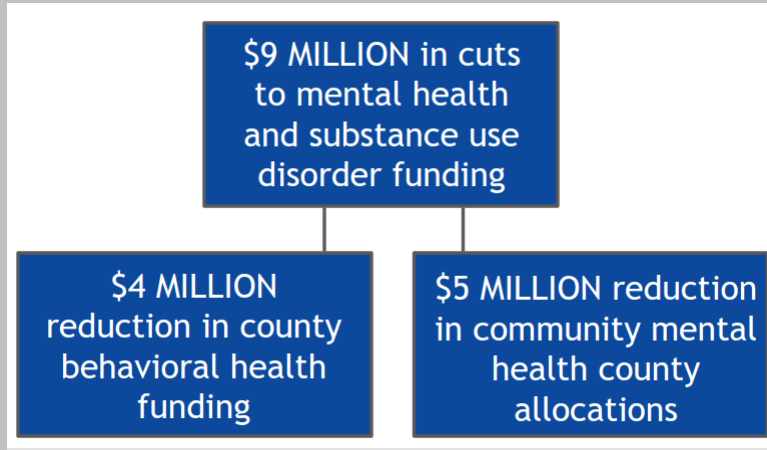 $9 MILLION in cuts
to mental health
and substance use
disorder funding
$4 MILLION
reduction in county
behavioral health
funding
$5 MILLION reduction
in community mental
health county
allocations